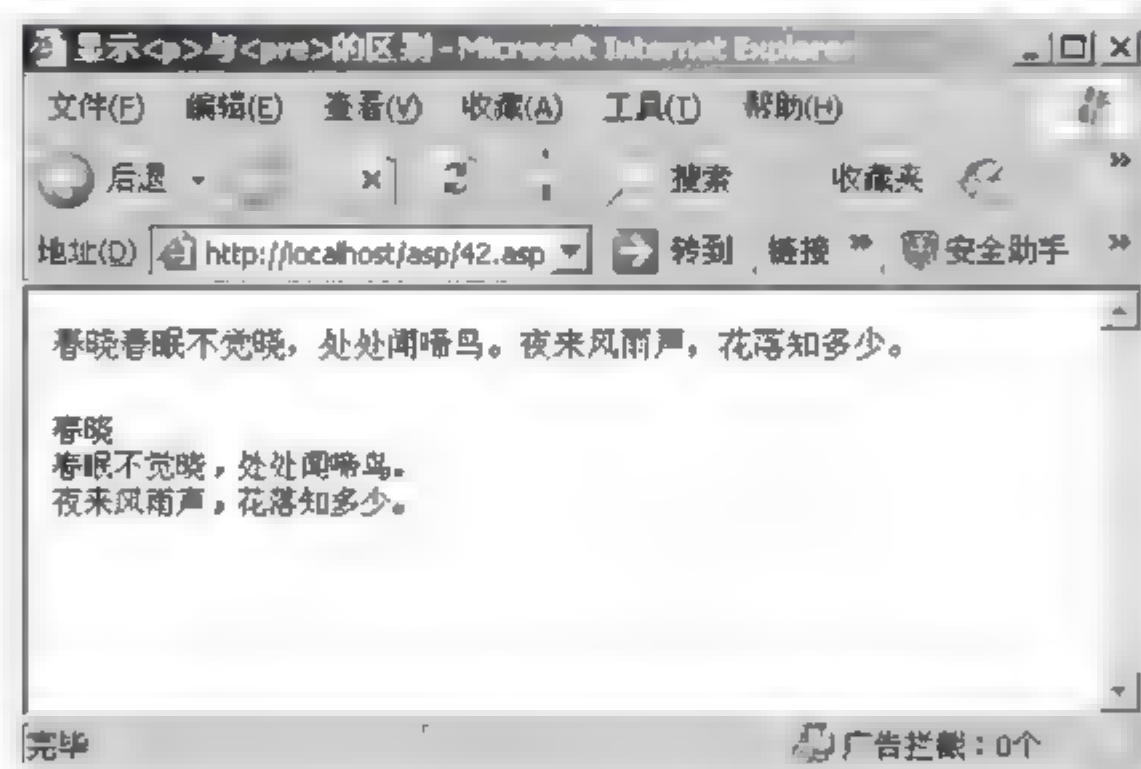 显示<p>与<pre>的区别 - Microsoft Internet Explorer
文件(F) 编辑(E) 查看(V) 收藏(A) 工具(T) 帮助(H)
后退 搜索 收藏夹 »
地址(D) http://localhost/asp/42.asp 转到 链接 » 安全助手 »
春晓春眠不觉晓，处处闻啼鸟。夜来风雨声，花落知多少。
春晓
春眠不觉晓，处处闻啼鸟。
夜来风雨声，花落知多少。
完毕 广告拦截：0个